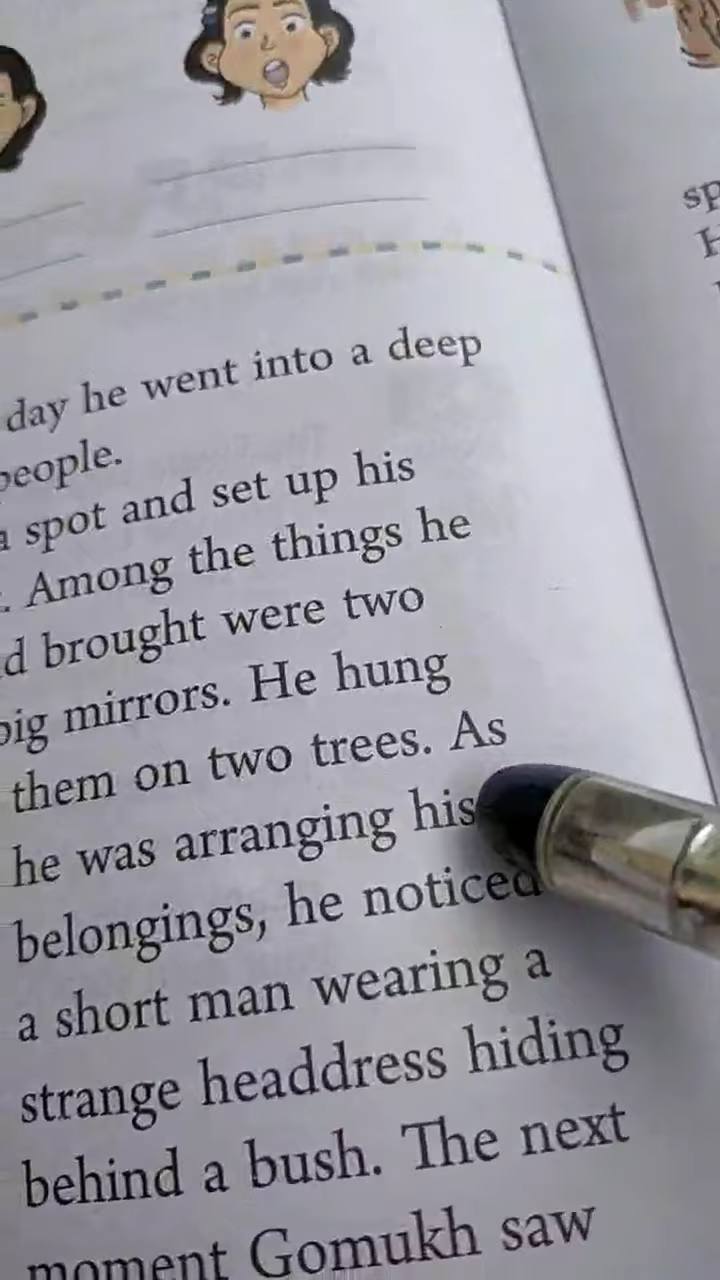 day he went into a deep
people.
spot and set up his
. Among the things he
brought were two
big mirrors. He hung
them on two trees. As
he was arranging his
belongings, he noticed
a short man wearing a
strange headdress hiding
behind a bush. The next
moment Gomukh saw